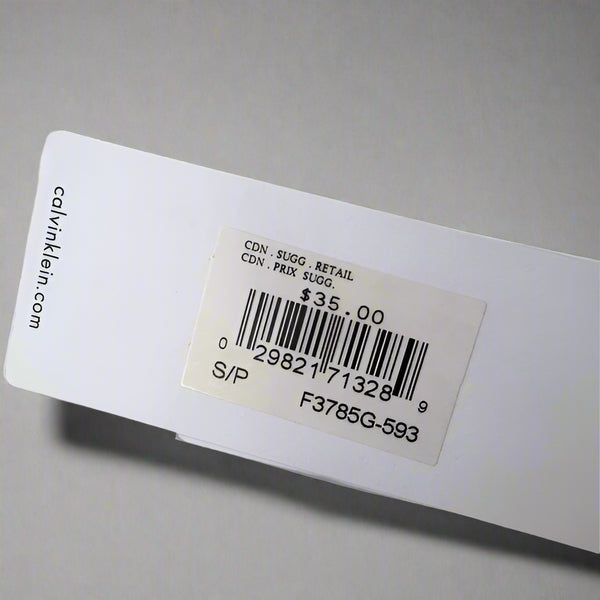 calvinklein.com
CDN . SUGG . RETAIL
CDN . PRIX SUGG.
$35.00
0 29821 71328 9
S/P
F3785G-593